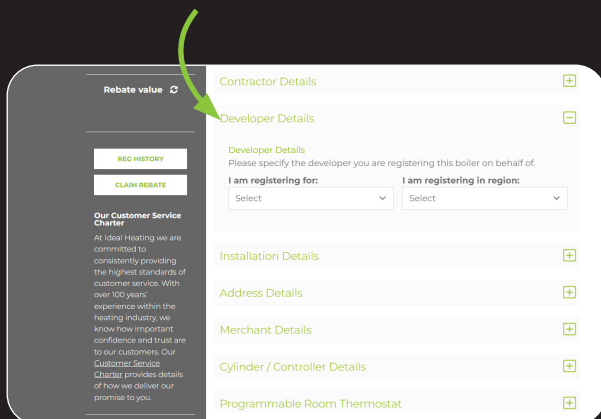 Rebate value
REG HISTORY
CLAIM REBATE
Our Customer Service
Charter
At Ideal Heating we are
committed to
consistently providing
the highest standards of
customer service. With
over 100 years'
experience within the
heating industry, we
know how important
confidence and trust are
to our customers. Our
Customer Service
Charter provides details
of how we deliver our
promise to you.
Contractor Details
Developer Details
Developer Details
Please specify the developer you are registering this boiler on behalf of.
I am registering for: I am registering in region:
Select Select
Installation Details
Address Details
Merchant Details
Cylinder / Controller Details
Programmable Room Thermostat